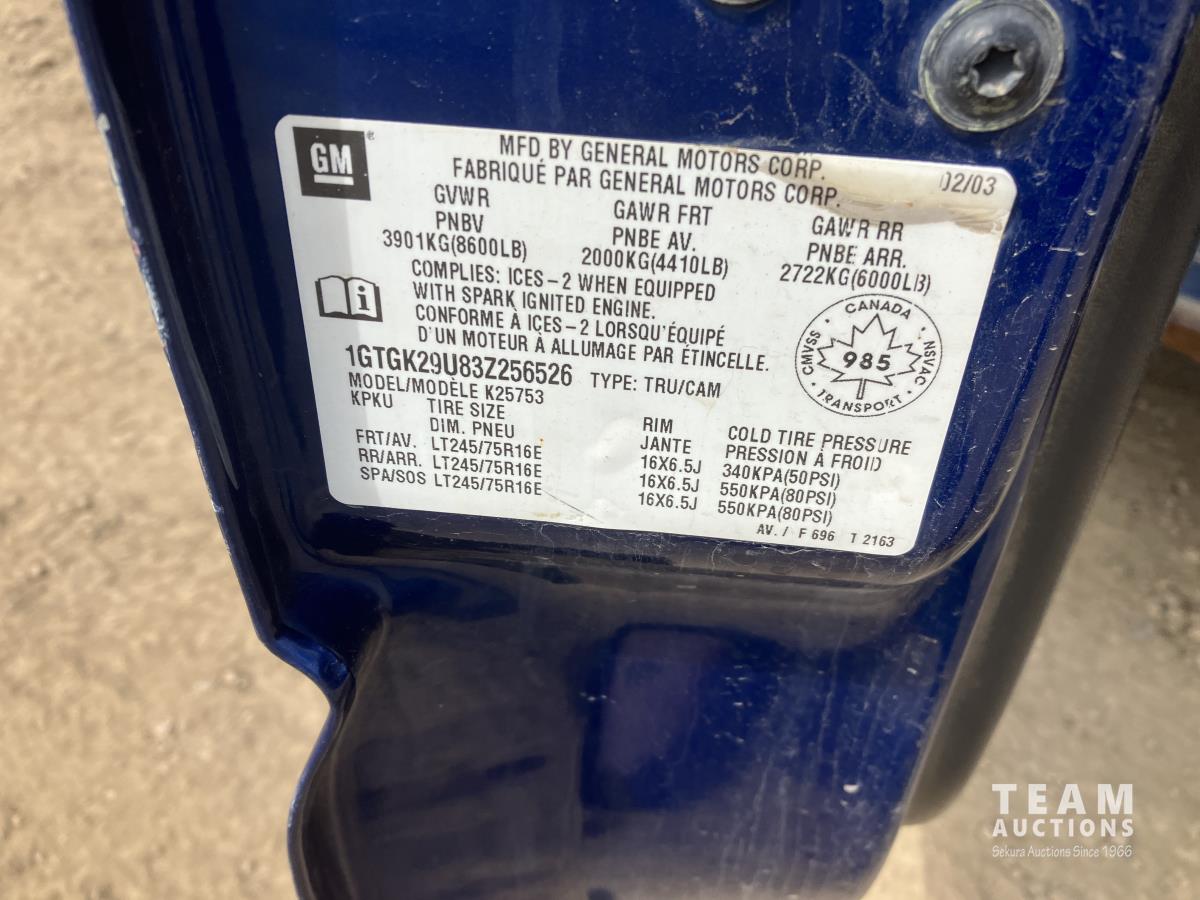 GM
MFD BY GENERAL MOTORS CORP. 02/03
FABRIQUÉ PAR GENERAL MOTORS CORP.
GVWR GAWR FRT GAWR RR
PNBV PNBE AV. PNBE ARR.
3901KG(8600LB) 2000KG(4410LB) 2722KG(6000LB)
COMPLIES: ICES-2 WHEN EQUIPPED
WITH SPARK IGNITED ENGINE.
CONFORME À ICES-2 LORSQU'ÉQUIPÉ
D'UN MOTEUR À ALLUMAGE PAR ÉTINCELLE.
CANADA
CMVSS 985 NSVAC
TRANSPORT
1GTGK29U83Z256526 TYPE: TRU/CAM
MODEL/MODÈLE K25753
KPKU TIRE SIZE RIM COLD TIRE PRESSURE
DIM. PNEU JANTE PRESSION À FROID
FRT/AV. LT245/75R16E 16X6.5J 340KPA(50PSI)
RR/ARR. LT245/75R16E 16X6.5J 550KPA(80PSI)
SPA/SOS LT245/75R16E 16X6.5J 550KPA(80PSI)
AV. / F 696 T 2163
TEAM
AUCTIONS
Sekura Auctions Since 1966